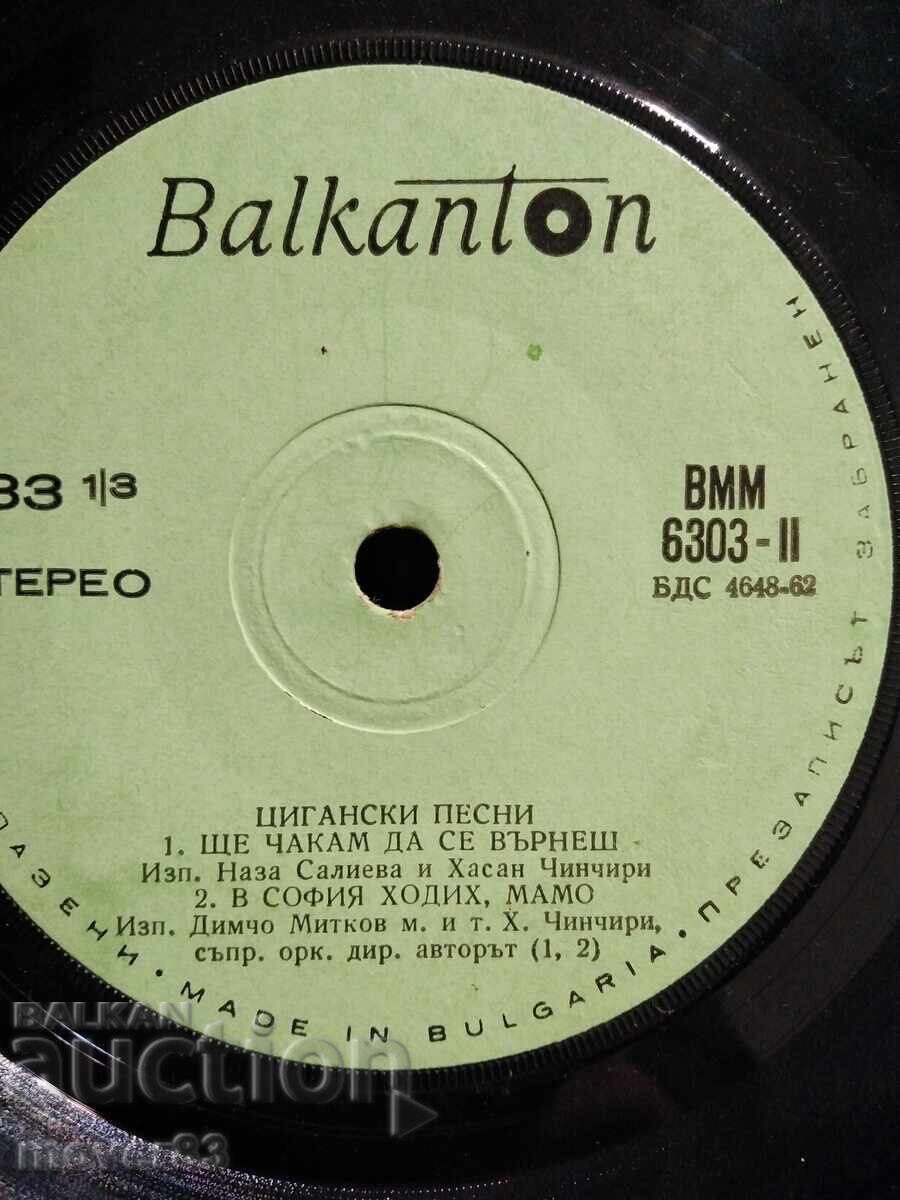 Balkanton
33 1/3
СТЕРЕО
ВММ
6303-II
БДС 4648-62
ЦИГАНСКИ ПЕСНИ
1. ЩЕ ЧАКАМ ДА СЕ ВЪРНЕШ
Изп. Наза Салиева и Хасан Чинчири
2. В СОФИЯ ХОДИХ, МАМО
Изп. Димчо Митков м. и т. Х. Чинчири,
съпр. орк. дир. авторът (1, 2)
• MADE IN BULGARIA • ПРЕЗАПИСЪТ ЗАБРАНЕН
BALKAN
auction